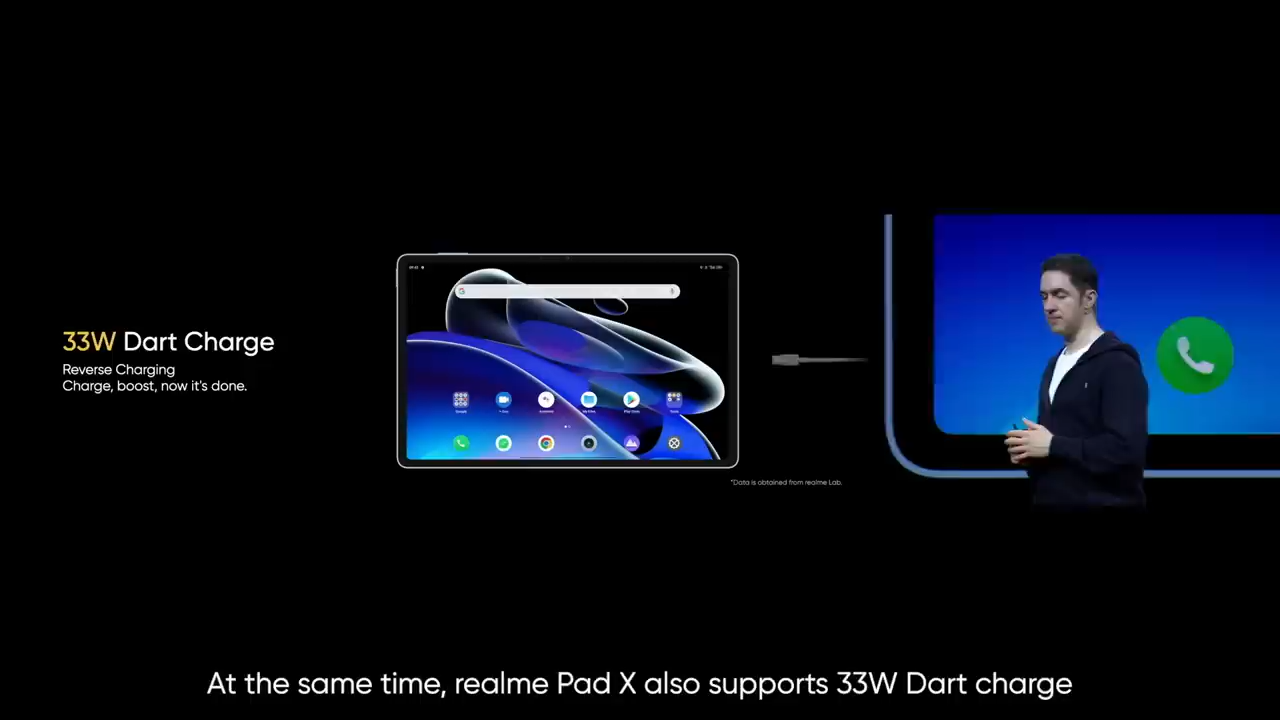 33W Dart Charge
Reverse Charging
Charge, boost, now it's done.
*Data is obtained from realme Lab.
At the same time, realme Pad X also supports 33W Dart charge